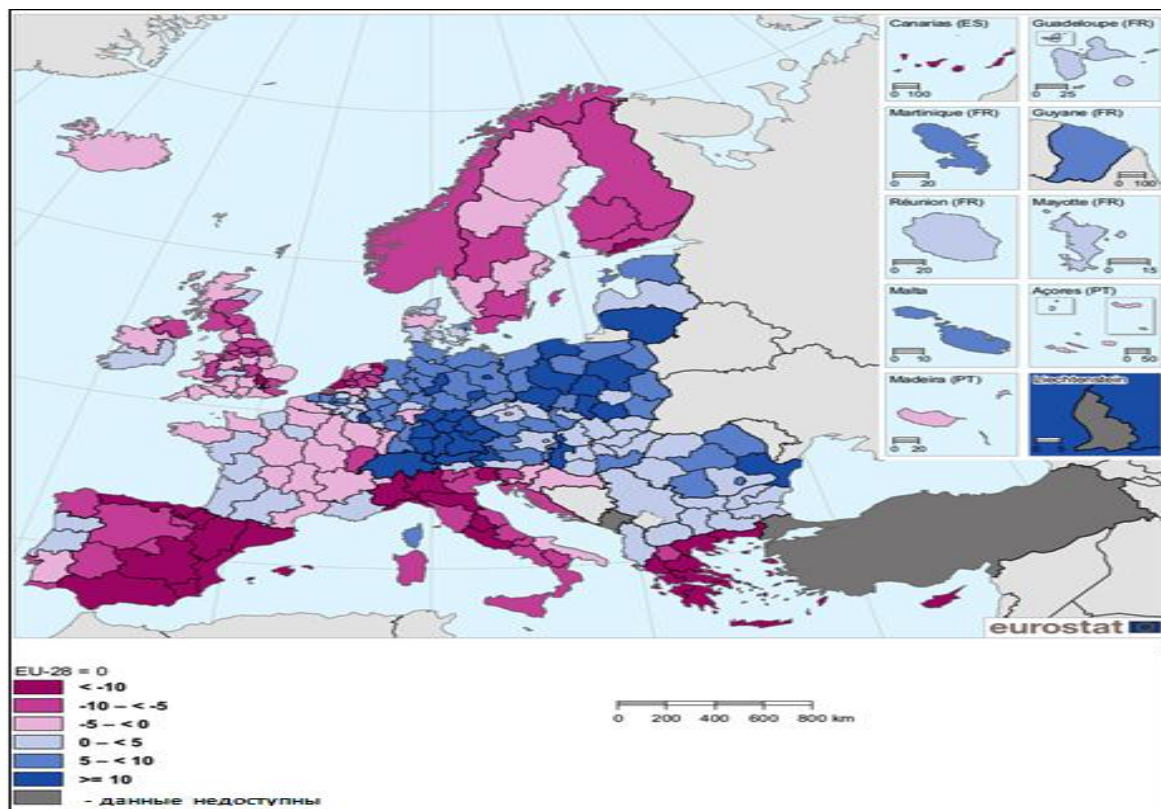 Canarias (ES)
0 100
Guadeloupe (FR)
0 25
Martinique (FR)
0 20
Guyane (FR)
0 100
Réunion (FR)
0 20
Mayotte (FR)
0 15
Malta
0 10
Açores (PT)
0 50
Madeira (PT)
0 20
Liechtenstein
eurostat
EU-28 = 0
< -10
-10 – < -5
-5 – < 0
0 – < 5
5 – < 10
>= 10
- данные недоступны
0 200 400 600 800 km